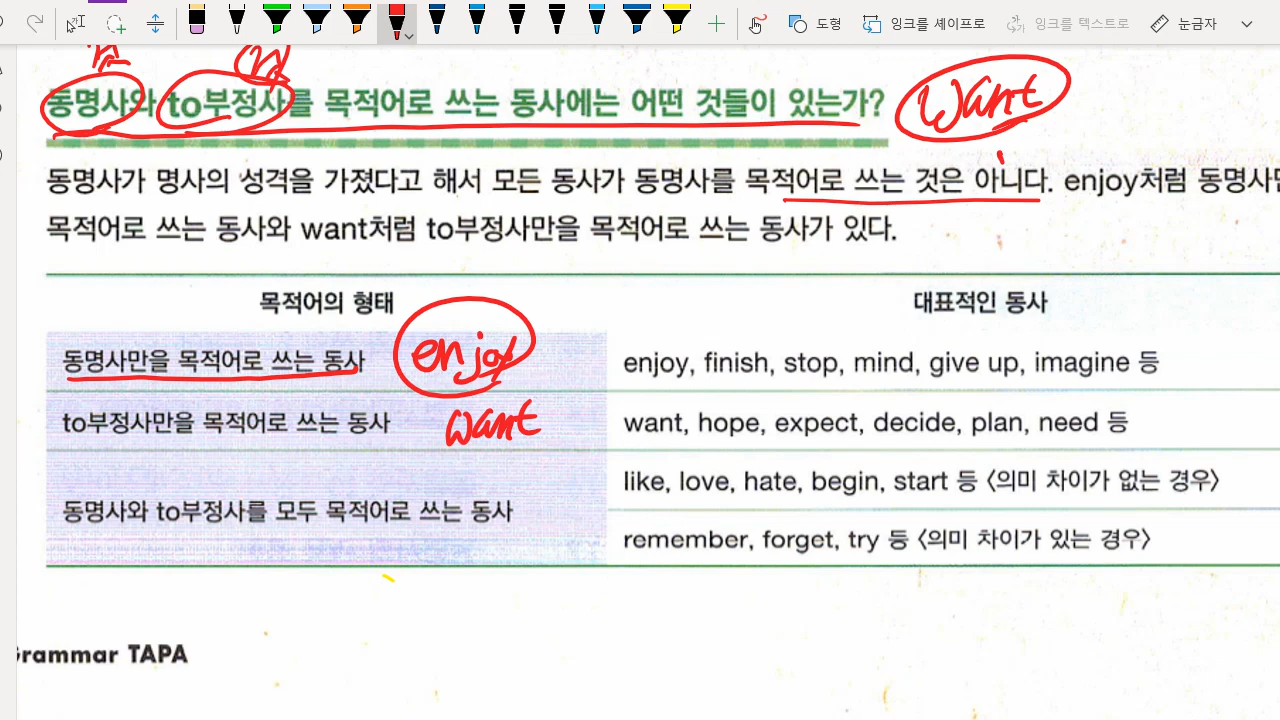 도형
잉크를 셰이프로
잉크를 텍스트로
눈금자
동명사와 to부정사를 목적어로 쓰는 동사에는 어떤 것들이 있는가?
want
동명사가 명사의 성격을 가졌다고 해서 모든 동사가 동명사를 목적어로 쓰는 것은 아니다. enjoy처럼 동명사만
목적어로 쓰는 동사와 want처럼 to부정사만을 목적어로 쓰는 동사가 있다.
목적어의 형태 대표적인 동사
동명사만을 목적어로 쓰는 동사 enjoy enjoy, finish, stop, mind, give up, imagine 등
to부정사만을 목적어로 쓰는 동사 want want, hope, expect, decide, plan, need 등
like, love, hate, begin, start 등 〈의미 차이가 없는 경우〉
동명사와 to부정사를 모두 목적어로 쓰는 동사
remember, forget, try 등 〈의미 차이가 있는 경우〉
Grammar TAPA